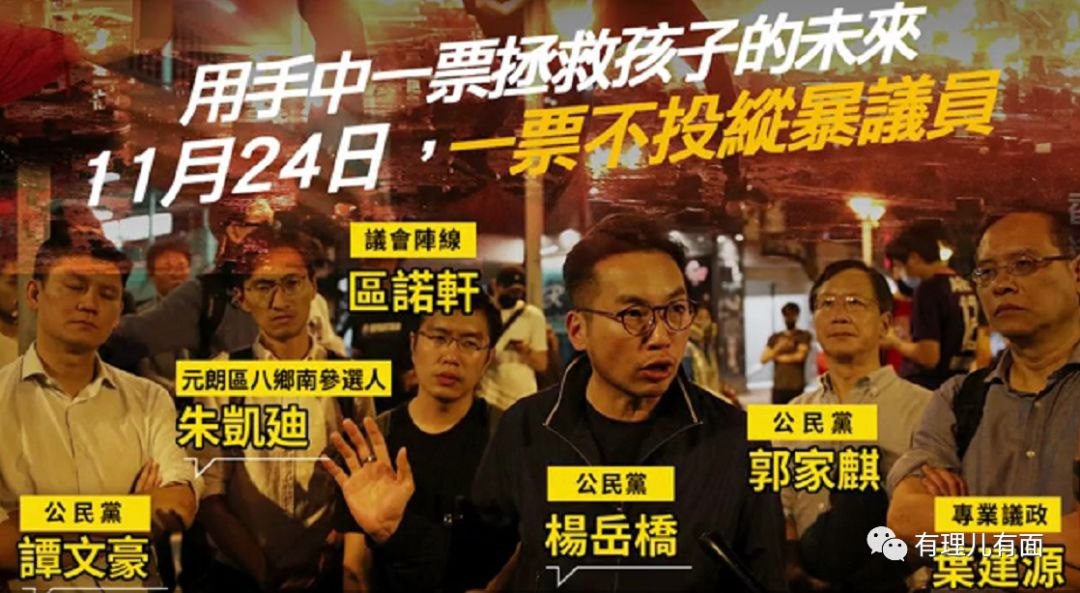 用手中一票拯救孩子的未來
11月24日，一票不投縱暴議員
議會陣線
區諾軒
元朗區八鄉南參選人
朱凱廸
公民黨
郭家麒
公民黨
楊岳橋
公民黨
譚文豪
專業議政
葉建源
有理儿有面